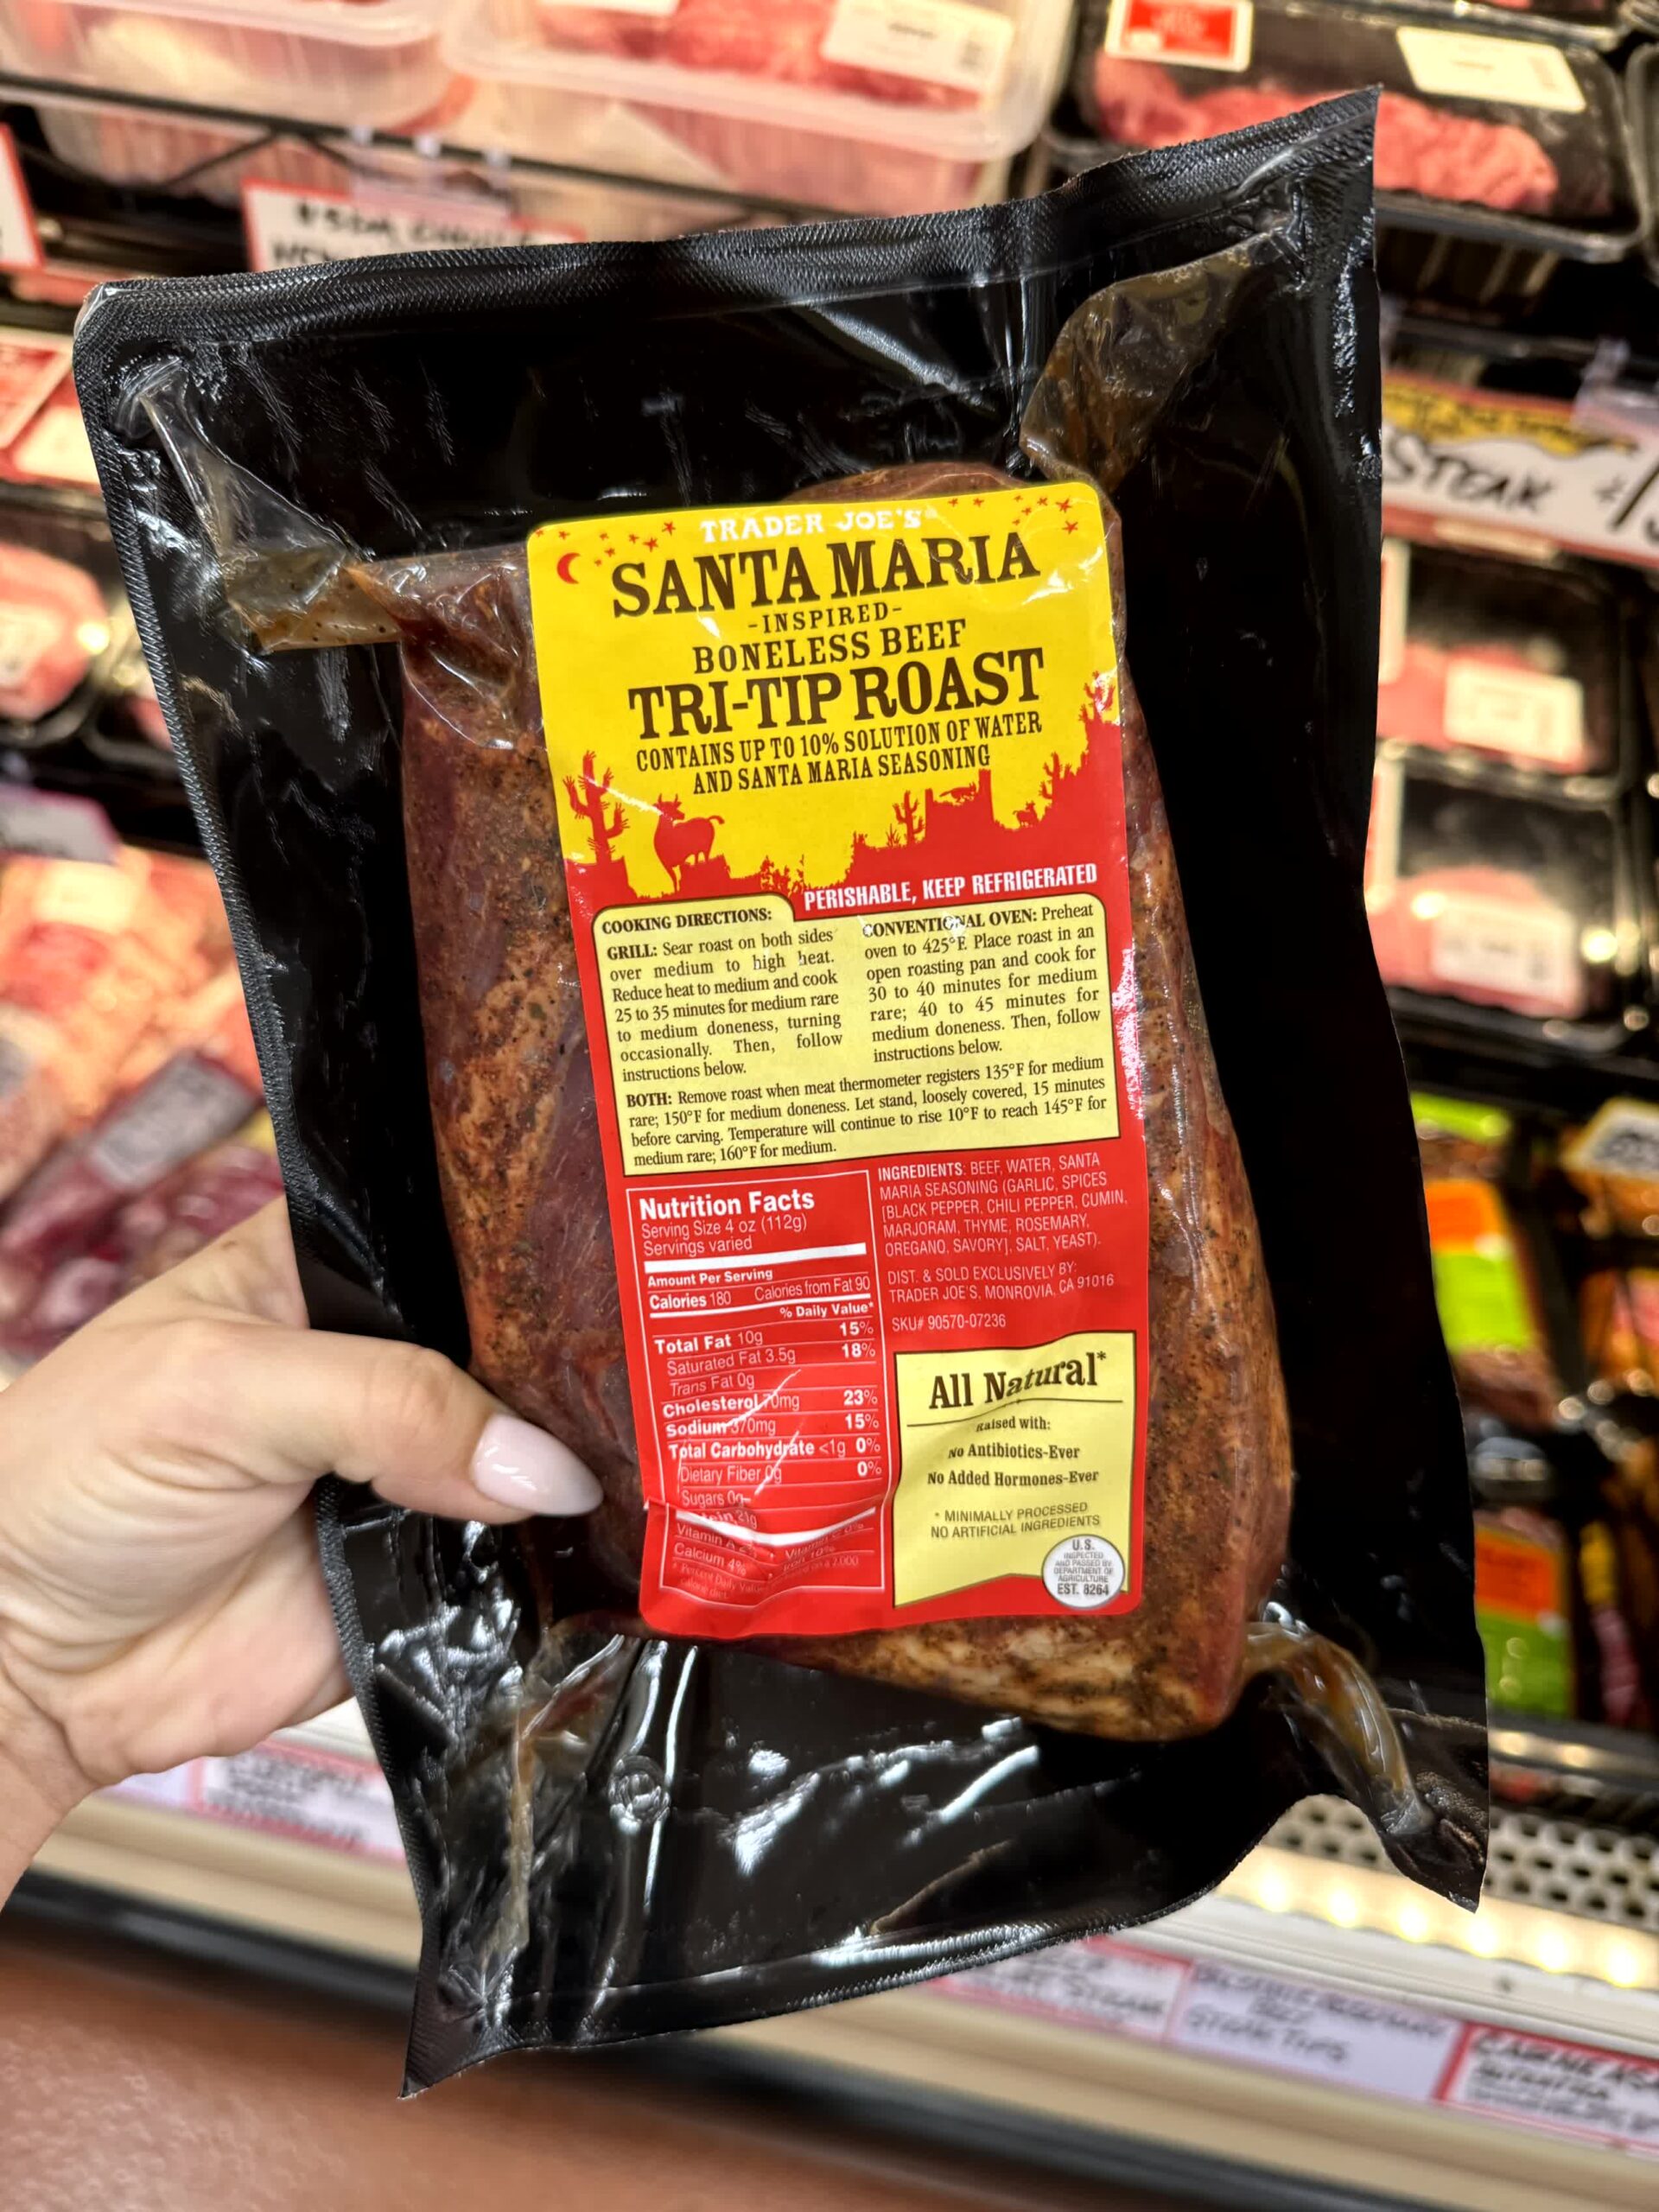 TRADER JOE'S
SANTA MARIA
-INSPIRED-
BONELESS BEEF
TRI-TIP ROAST
CONTAINS UP TO 10% SOLUTION OF WATER
AND SANTA MARIA SEASONING
PERISHABLE, KEEP REFRIGERATED
COOKING DIRECTIONS:
GRILL: Sear roast on both sides
over medium to high heat.
Reduce heat to medium and cook
25 to 35 minutes for medium rare
to medium doneness, turning
occasionally. Then, follow
instructions below.
CONVENTIONAL OVEN: Preheat
oven to 425°F. Place roast in an
open roasting pan and cook for
30 to 40 minutes for medium
rare; 40 to 45 minutes for
medium doneness. Then, follow
instructions below.
BOTH: Remove roast when meat thermometer registers 135°F for medium
rare; 150°F for medium doneness. Let stand, loosely covered, 15 minutes
before carving. Temperature will continue to rise 10°F to reach 145°F for
medium rare; 160°F for medium.
Nutrition Facts
Serving Size 4 oz (112g)
Servings varied
Amount Per Serving
Calories 180 Calories from Fat 90
% Daily Value*
Total Fat 10g 15%
Saturated Fat 3.5g 18%
Trans Fat 0g
Cholesterol 70mg 23%
Sodium 370mg 15%
Total Carbohydrate <1g 0%
Dietary Fiber 0g 0%
Sugars 0g
21g
Vitamin A
Calcium 4%
INGREDIENTS: BEEF, WATER, SANTA
MARIA SEASONING (GARLIC, SPICES
[BLACK PEPPER, CHILI PEPPER, CUMIN,
MARJORAM, THYME, ROSEMARY,
OREGANO, SAVORY], SALT, YEAST).
DIST. & SOLD EXCLUSIVELY BY:
TRADER JOE'S, MONROVIA, CA 91016
SKU# 90570-07236
All Natural*
Raised with:
No Antibiotics-Ever
No Added Hormones-Ever
* MINIMALLY PROCESSED
NO ARTIFICIAL INGREDIENTS
U.S.
INSPECTED
AND PASSED BY
DEPARTMENT OF
AGRICULTURE
EST. 8264
STEAK